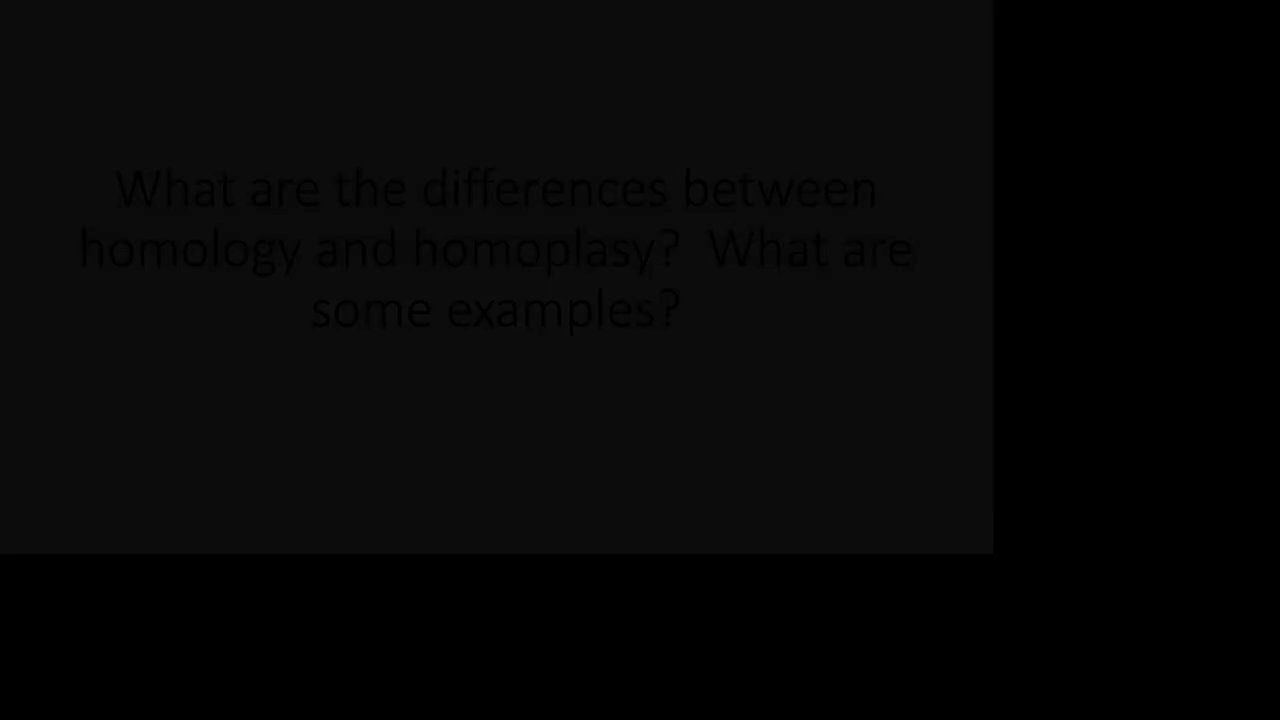 What are the differences between
homology and homoplasy?  What are
some examples?